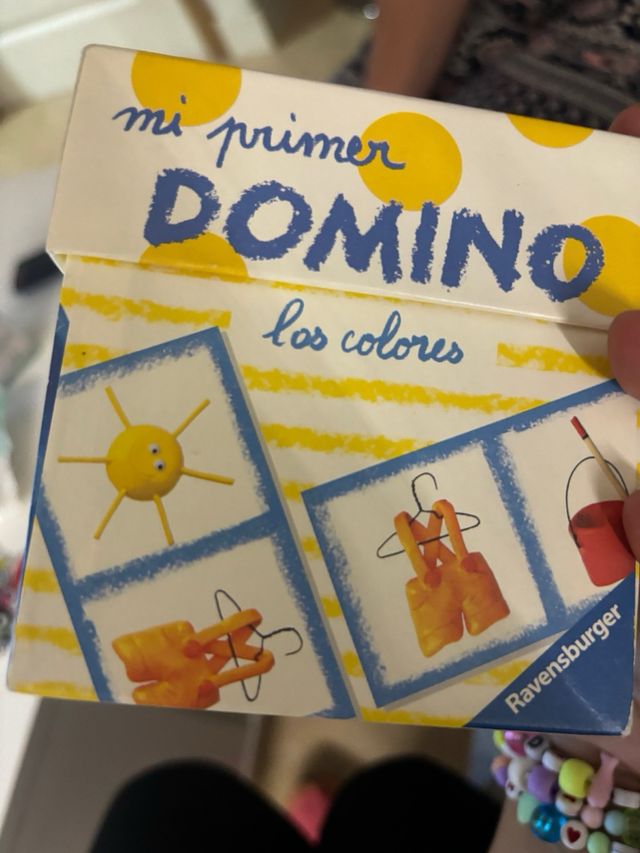 mi primer
DOMINO
los colores
Ravensburger